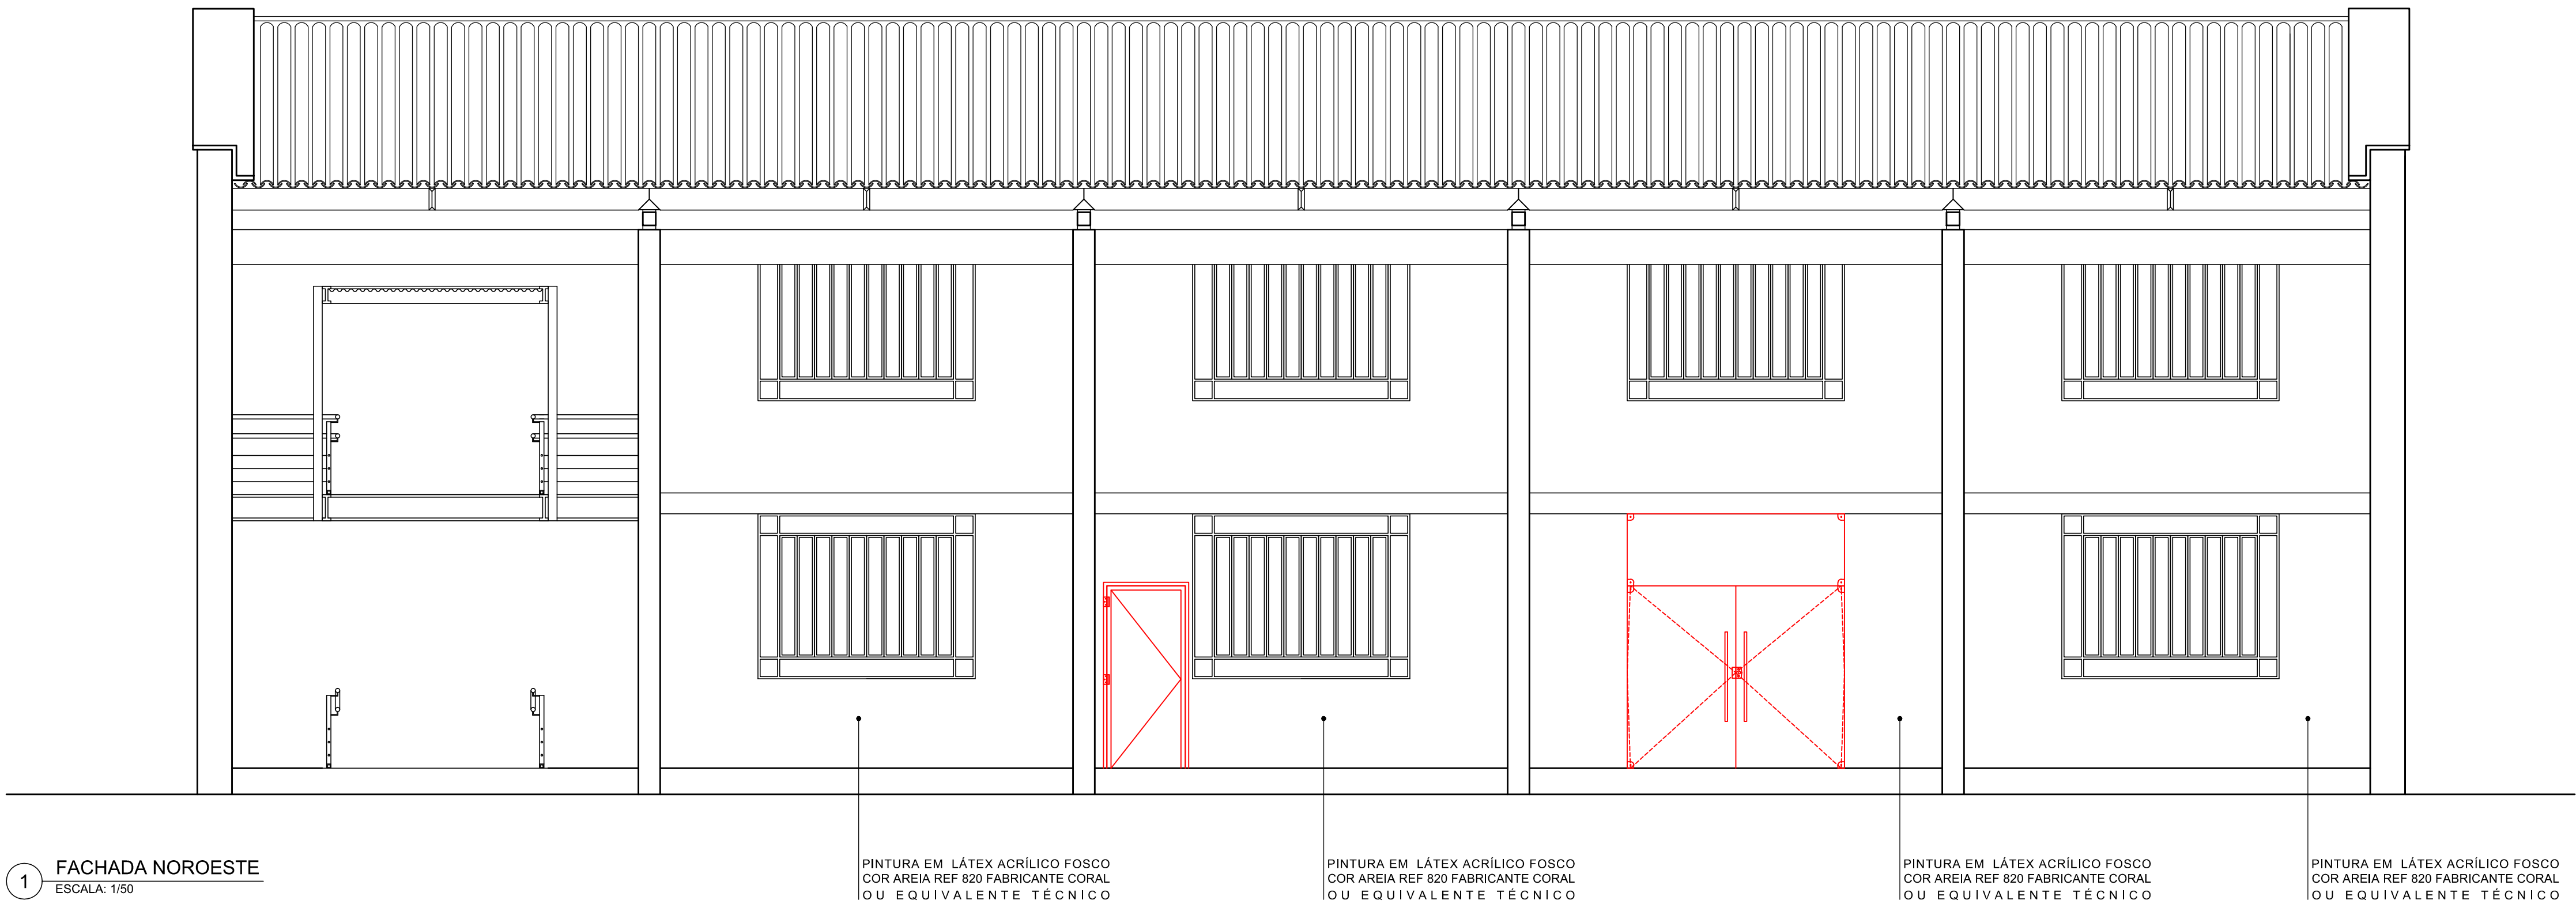 1
FACHADA NOROESTE
ESCALA: 1/50
PINTURA EM LÁTEX ACRÍLICO FOSCO
COR AREIA REF 820 FABRICANTE CORAL
OU EQUIVALENTE TÉCNICO
PINTURA EM LÁTEX ACRÍLICO FOSCO
COR AREIA REF 820 FABRICANTE CORAL
OU EQUIVALENTE TÉCNICO
PINTURA EM LÁTEX ACRÍLICO FOSCO
COR AREIA REF 820 FABRICANTE CORAL
OU EQUIVALENTE TÉCNICO
PINTURA EM LÁTEX ACRÍLICO FOSCO
COR AREIA REF 820 FABRICANTE CORAL
OU EQUIVALENTE TÉCNICO